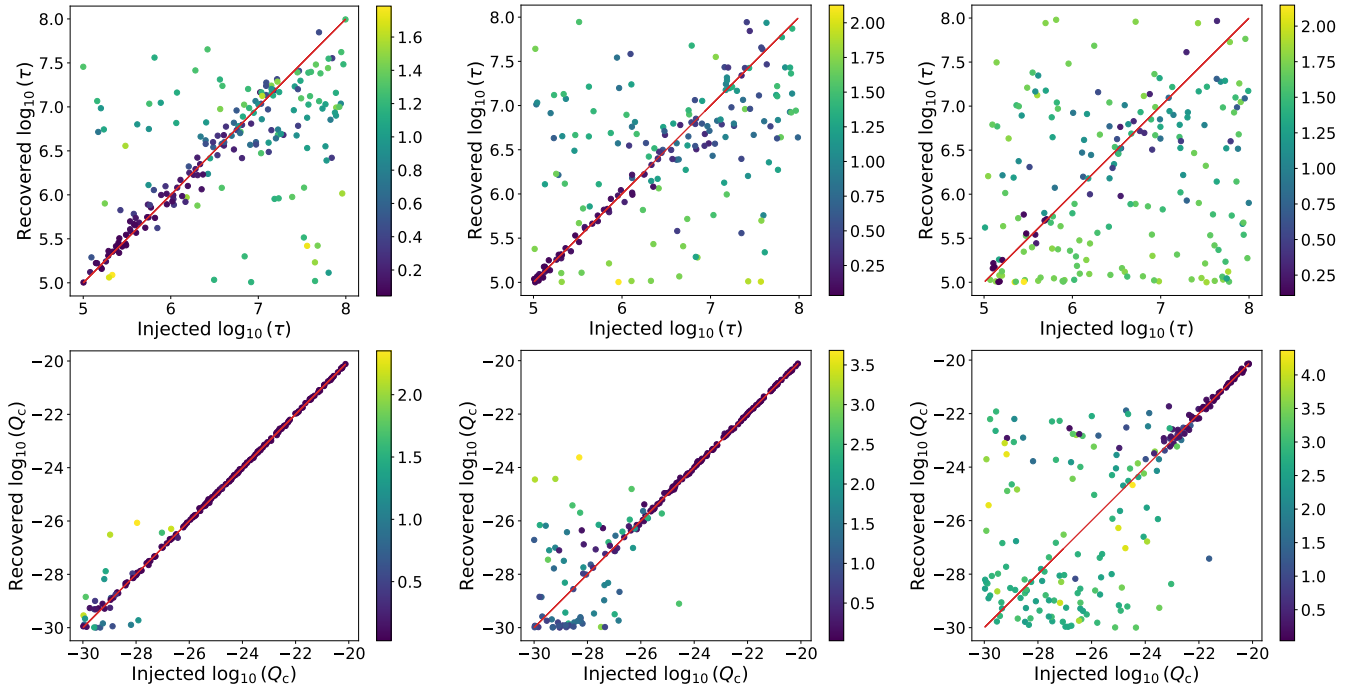 8.0 7.5 7.0 6.5 6.0 5.5 5.0
Recovered log10 (τ)
5 6 7 8
Injected log10 (τ)
1.6 1.4 1.2 1.0 0.8 0.6 0.4 0.2
8.0 7.5 7.0 6.5 6.0 5.5 5.0
Recovered log10 (τ)
5 6 7 8
Injected log10 (τ)
2.00 1.75 1.50 1.25 1.00 0.75 0.50 0.25
8.0 7.5 7.0 6.5 6.0 5.5 5.0
Recovered log10 (τ)
5 6 7 8
Injected log10 (τ)
2.00 1.75 1.50 1.25 1.00 0.75 0.50 0.25
−20 −22 −24 −26 −28 −30
Recovered log10 (Qc)
−30 −28 −26 −24 −22 −20
Injected log10 (Qc)
2.0 1.5 1.0 0.5
−20 −22 −24 −26 −28 −30
Recovered log10 (Qc)
−30 −28 −26 −24 −22 −20
Injected log10 (Qc)
3.5 3.0 2.5 2.0 1.5 1.0 0.5
−20 −22 −24 −26 −28 −30
Recovered log10 (Qc)
−30 −28 −26 −24 −22 −20
Injected log10 (Qc)
4.0 3.5 3.0 2.5 2.0 1.5 1.0 0.5